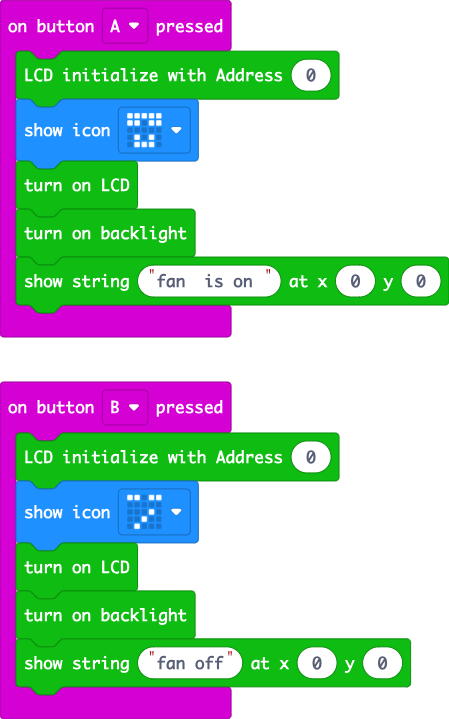 on button A pressed
LCD initialize with Address 0
show icon
turn on LCD
turn on backlight
show string "fan  is on " at x 0 y 0
on button B pressed
LCD initialize with Address 0
show icon
turn on LCD
turn on backlight
show string "fan off" at x 0 y 0